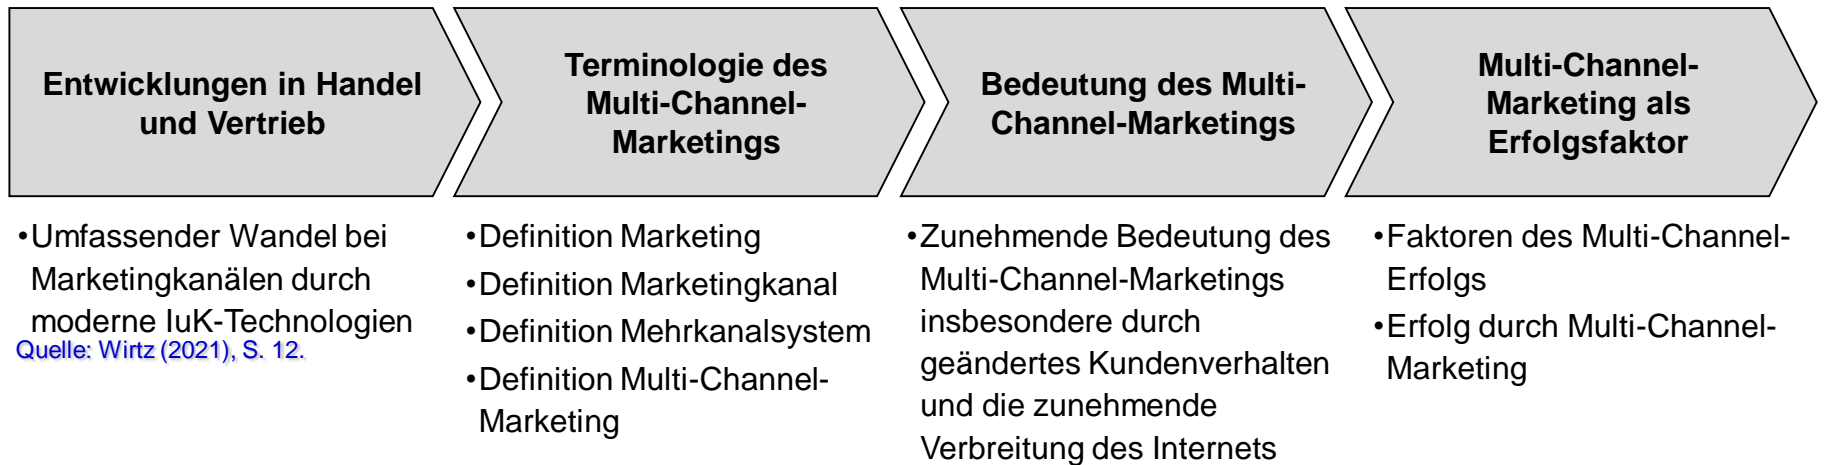 Entwicklungen in Handel
und Vertrieb
Terminologie des
Multi-Channel-
Marketings
Bedeutung des Multi-
Channel-Marketings
Multi-Channel-
Marketing als
Erfolgsfaktor
•Umfassender Wandel bei
Marketingkanälen durch
moderne IuK-Technologien
Quelle: Wirtz (2021), S. 12.
•Definition Marketing
•Definition Marketingkanal
•Definition Mehrkanalsystem
•Definition Multi-Channel-
Marketing
•Zunehmende Bedeutung des
Multi-Channel-Marketings
insbesondere durch
geändertes Kundenverhalten
und die zunehmende
Verbreitung des Internets
•Faktoren des Multi-Channel-
Erfolgs
•Erfolg durch Multi-Channel-
Marketing